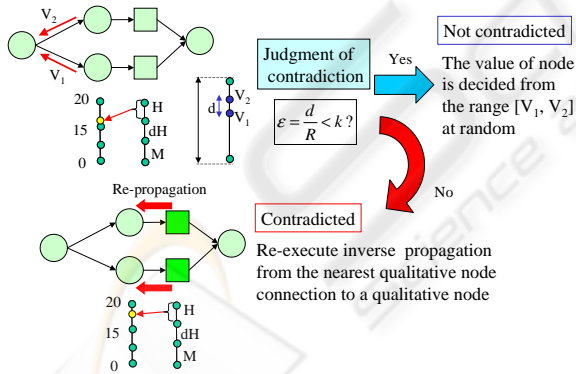 V2
V1
20
15
0
H
dH
M
d
V2
V1
Judgment of
contradiction
ε = d/R < k ?
Yes
Not contradicted
The value of node
is decided from
the range [V1, V2]
at random
No
Re-propagation
Contradicted
Re-execute inverse propagation
from the nearest qualitative node
connection to a qualitative node
20
15
0
H
dH
M